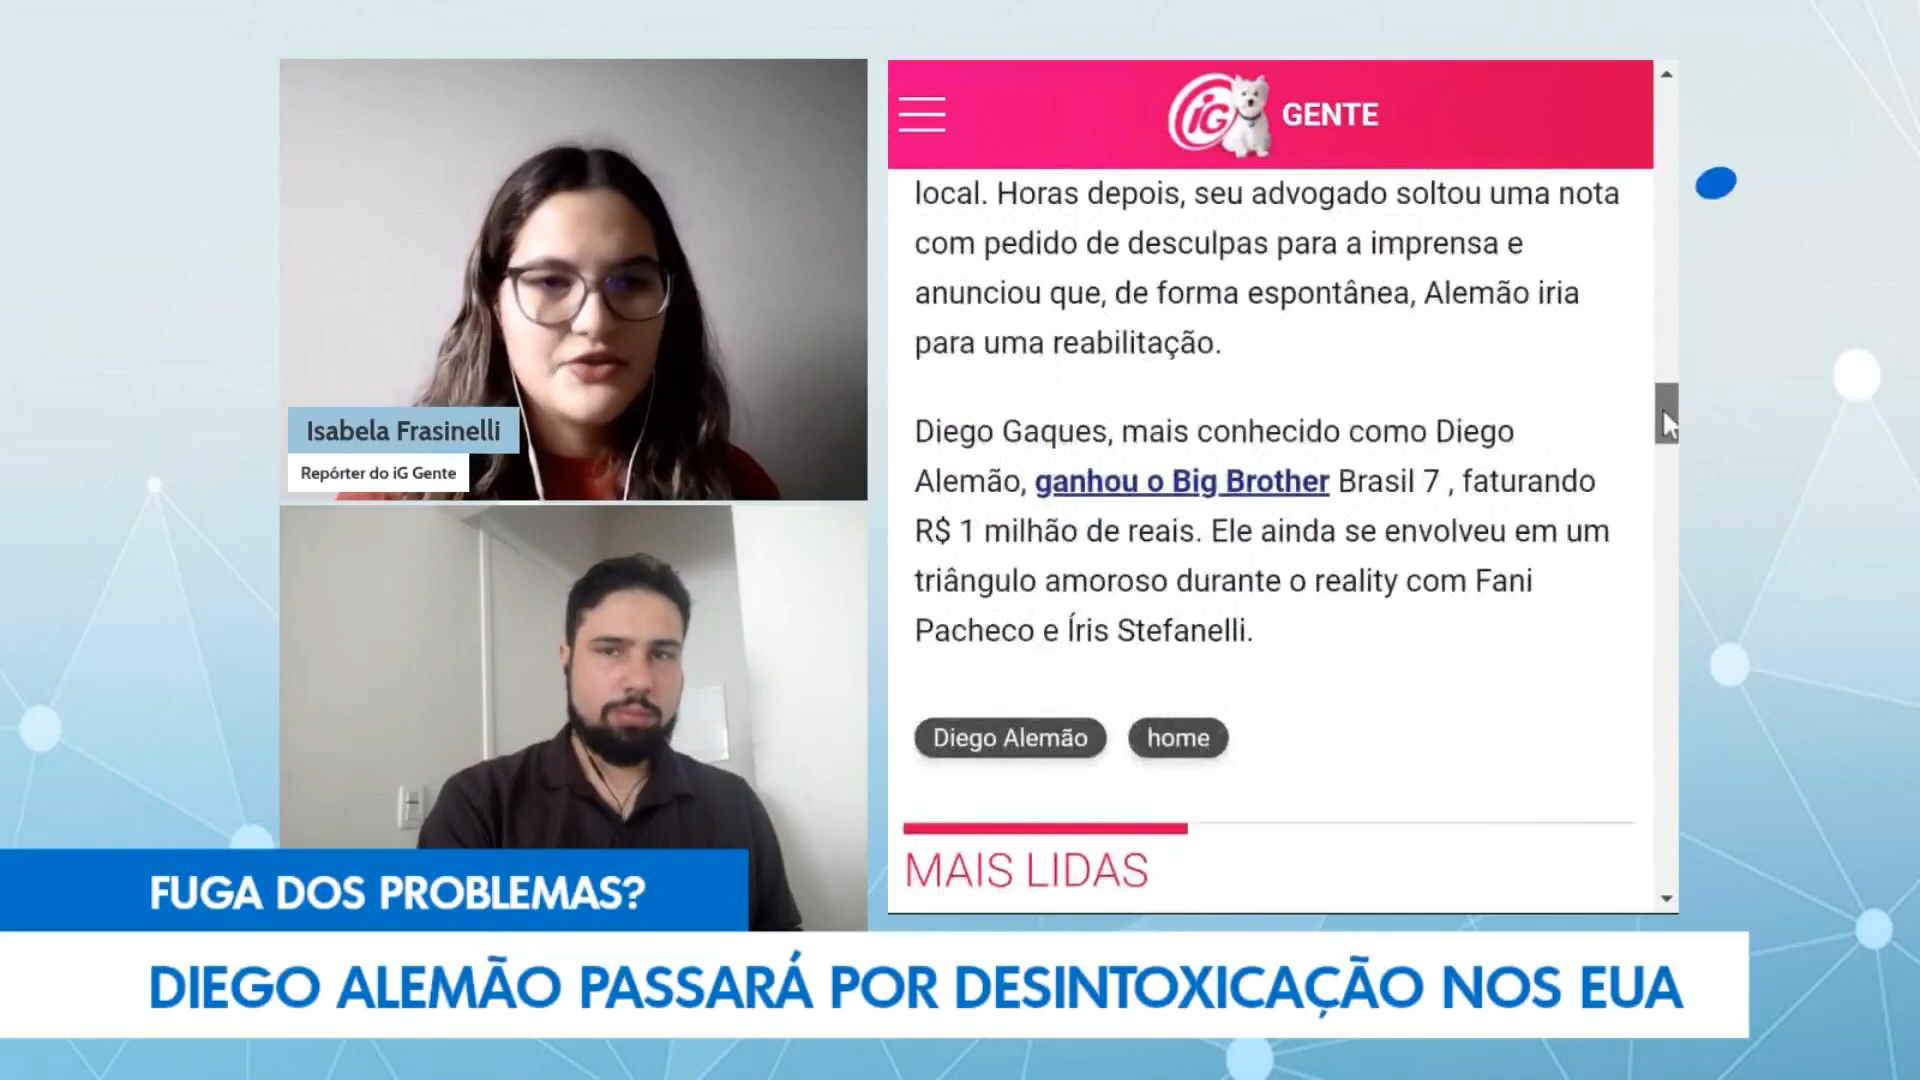 Isabela Frasinelli
Repórter do iG Gente
iG GENTE
local. Horas depois, seu advogado soltou uma nota
com pedido de desculpas para a imprensa e
anunciou que, de forma espontânea, Alemão iria
para uma reabilitação.
Diego Gaques, mais conhecido como Diego
Alemão, ganhou o Big Brother Brasil 7 , faturando
R$ 1 milhão de reais. Ele ainda se envolveu em um
triângulo amoroso durante o reality com Fani
Pacheco e Íris Stefanelli.
Diego Alemão home
MAIS LIDAS
FUGA DOS PROBLEMAS?
DIEGO ALEMÃO PASSARÁ POR DESINTOXICAÇÃO NOS EUA